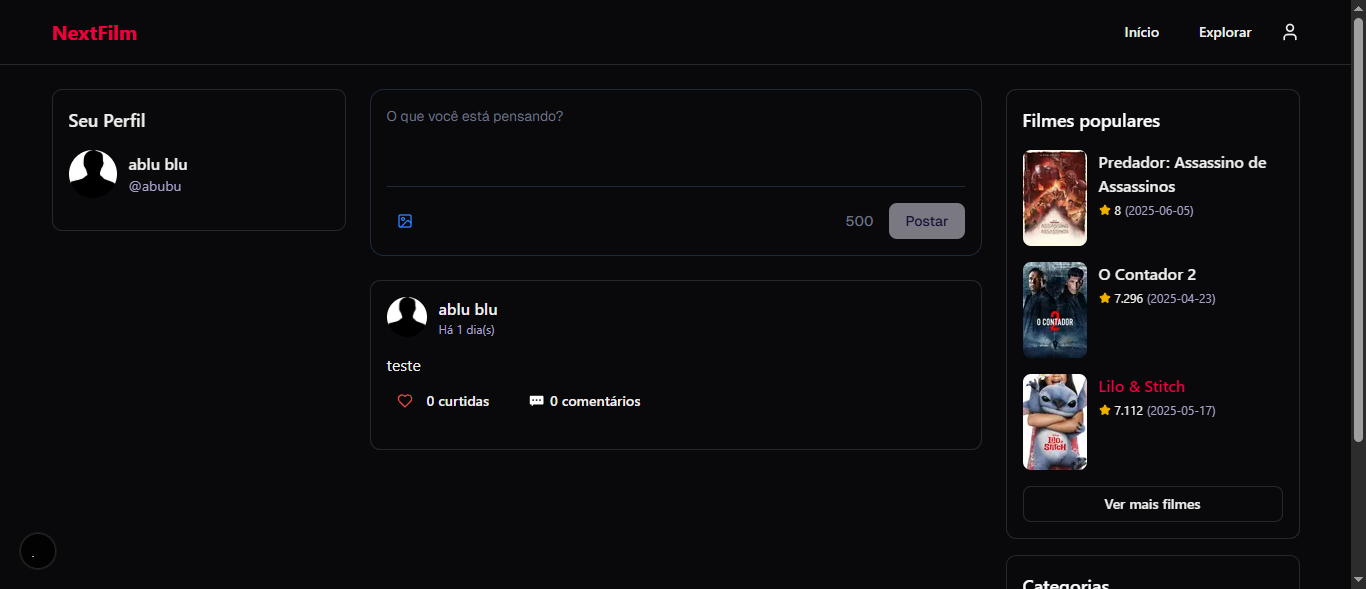 NextFilm
Início
Explorar
Seu Perfil
ablu blu
@abubu
O que você está pensando?
500
Postar
ablu blu
Há 1 dia(s)
teste
0 curtidas
0 comentários
Filmes populares
Predador: Assassino de
Assassinos
8 (2025-06-05)
O CONTADOR
2
O Contador 2
7.296 (2025-04-23)
Lilo & Stitch
7.112 (2025-05-17)
Ver mais filmes
Categorias